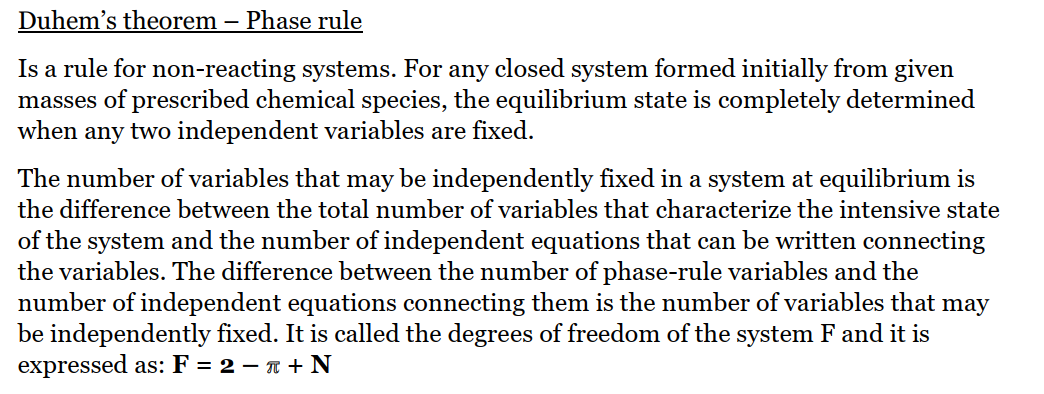 Duhem’s theorem – Phase rule
Is a rule for non-reacting systems. For any closed system formed initially from given
masses of prescribed chemical species, the equilibrium state is completely determined
when any two independent variables are fixed.
The number of variables that may be independently fixed in a system at equilibrium is
the difference between the total number of variables that characterize the intensive state
of the system and the number of independent equations that can be written connecting
the variables. The difference between the number of phase-rule variables and the
number of independent equations connecting them is the number of variables that may
be independently fixed. It is called the degrees of freedom of the system F and it is
expressed as: F = 2 – π + N